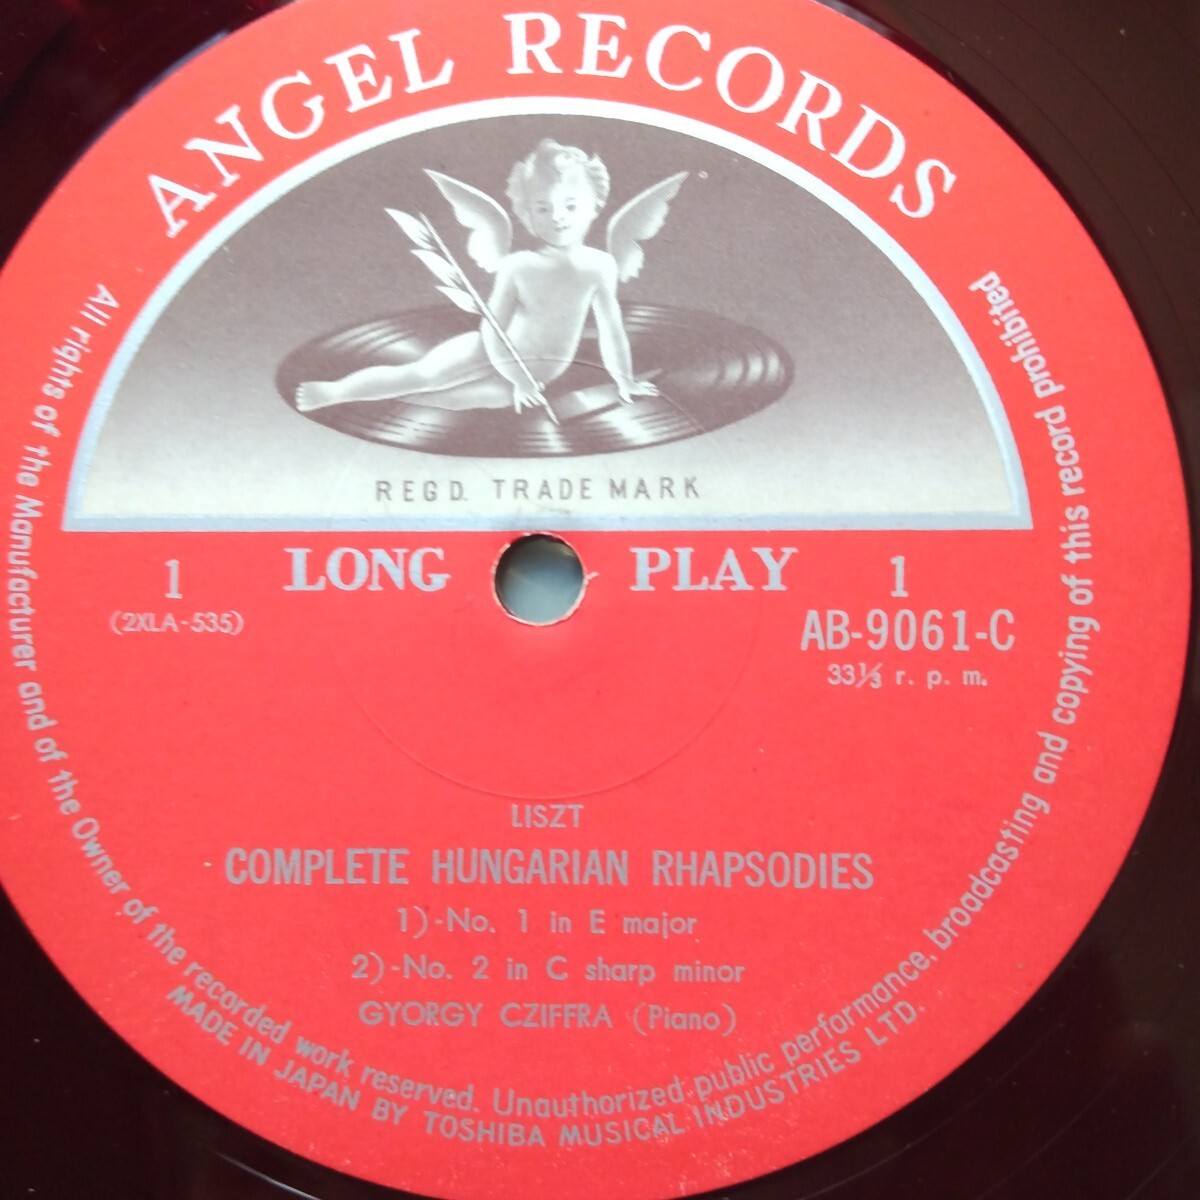 ANGEL RECORDS
REGD. TRADE MARK
LONG PLAY
1
(2XLA-535)
1
AB-9061-C
33⅓ r. p. m.
LISZT
COMPLETE HUNGARIAN RHAPSODIES
1)-No. 1 in E major
2)-No. 2 in C sharp minor
GYORGY CZIFFRA (Piano)
All rights of the Manufacturer and of the Owner of the recorded work reserved. Unauthorized public performance, broadcasting and copying of this record prohibited
MADE IN JAPAN BY TOSHIBA MUSICAL INDUSTRIES LTD.